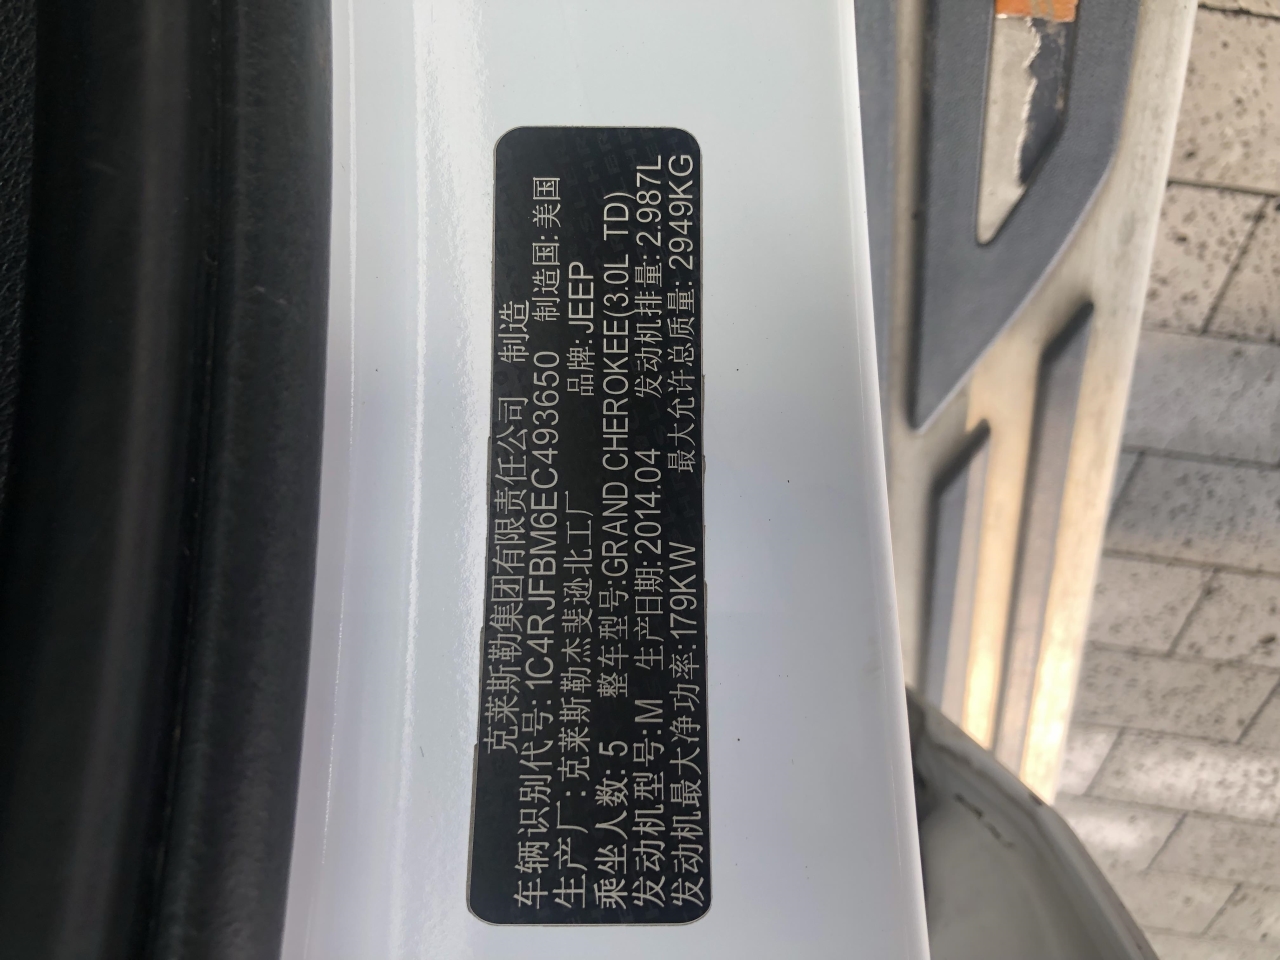 克莱斯勒集团有限责任公司 制造
车辆识别代号:1C4RJFBM6EC493650 制造国:美国
生产厂:克莱斯勒杰斐逊北工厂 品牌:JEEP
乘坐人数:5 整车型号:GRAND CHEROKEE(3.0L TD)
发动机型号:M 生产日期:2014.04 发动机排量:2.987L
发动机最大净功率:179KW 最大允许总质量:2949KG